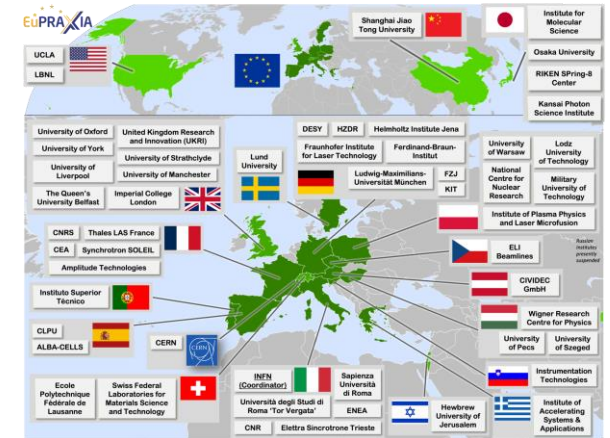 EuPRAXIA
UCLA
LBNL
Shanghai Jiao
Tong University
Institute for
Molecular
Science
Osaka University
RIKEN SPring-8
Center
Kansai Photon
Science Institute
University of Oxford
United Kingdom Research
and Innovation (UKRI)
University of York
University of
Liverpool
University of Strathclyde
University of Manchester
The Queen's
University Belfast
Imperial College
London
Lund
University
DESY
HZDR
Helmholtz Institute Jena
Fraunhofer Institute
for Laser Technology
Ferdinand-Braun-
Institut
Ludwig-Maximilians-
Universität München
FZJ
KIT
University
of Warsaw
Lodz
University
of Technology
National
Centre for
Nuclear
Research
Military
University of
Technology
Institute of Plasma Physics
and Laser Microfusion
CNRS
Thales LAS France
CEA
Synchrotron SOLEIL
Amplitude Technologies
ELI
Beamlines
Russian
institutes
presently
suspended
CIVIDEC
GmbH
Instituto Superior
Técnico
Wigner Research
Centre for Physics
University
of Pecs
University
of Szeged
CLPU
ALBA-CELLS
CERN
CERN
Instrumentation
Technologies
Ecole
Polytechnique
Fédérale de
Lausanne
Swiss Federal
Laboratories for
Materials Science
and Technology
INFN
(Coordinator)
Sapienza
Università
di Roma
Università degli Studi di
Roma 'Tor Vergata'
ENEA
CNR
Elettra Sincrotrone Trieste
Hewbrew
University of
Jerusalem
Institute of
Accelerating
Systems &
Applications